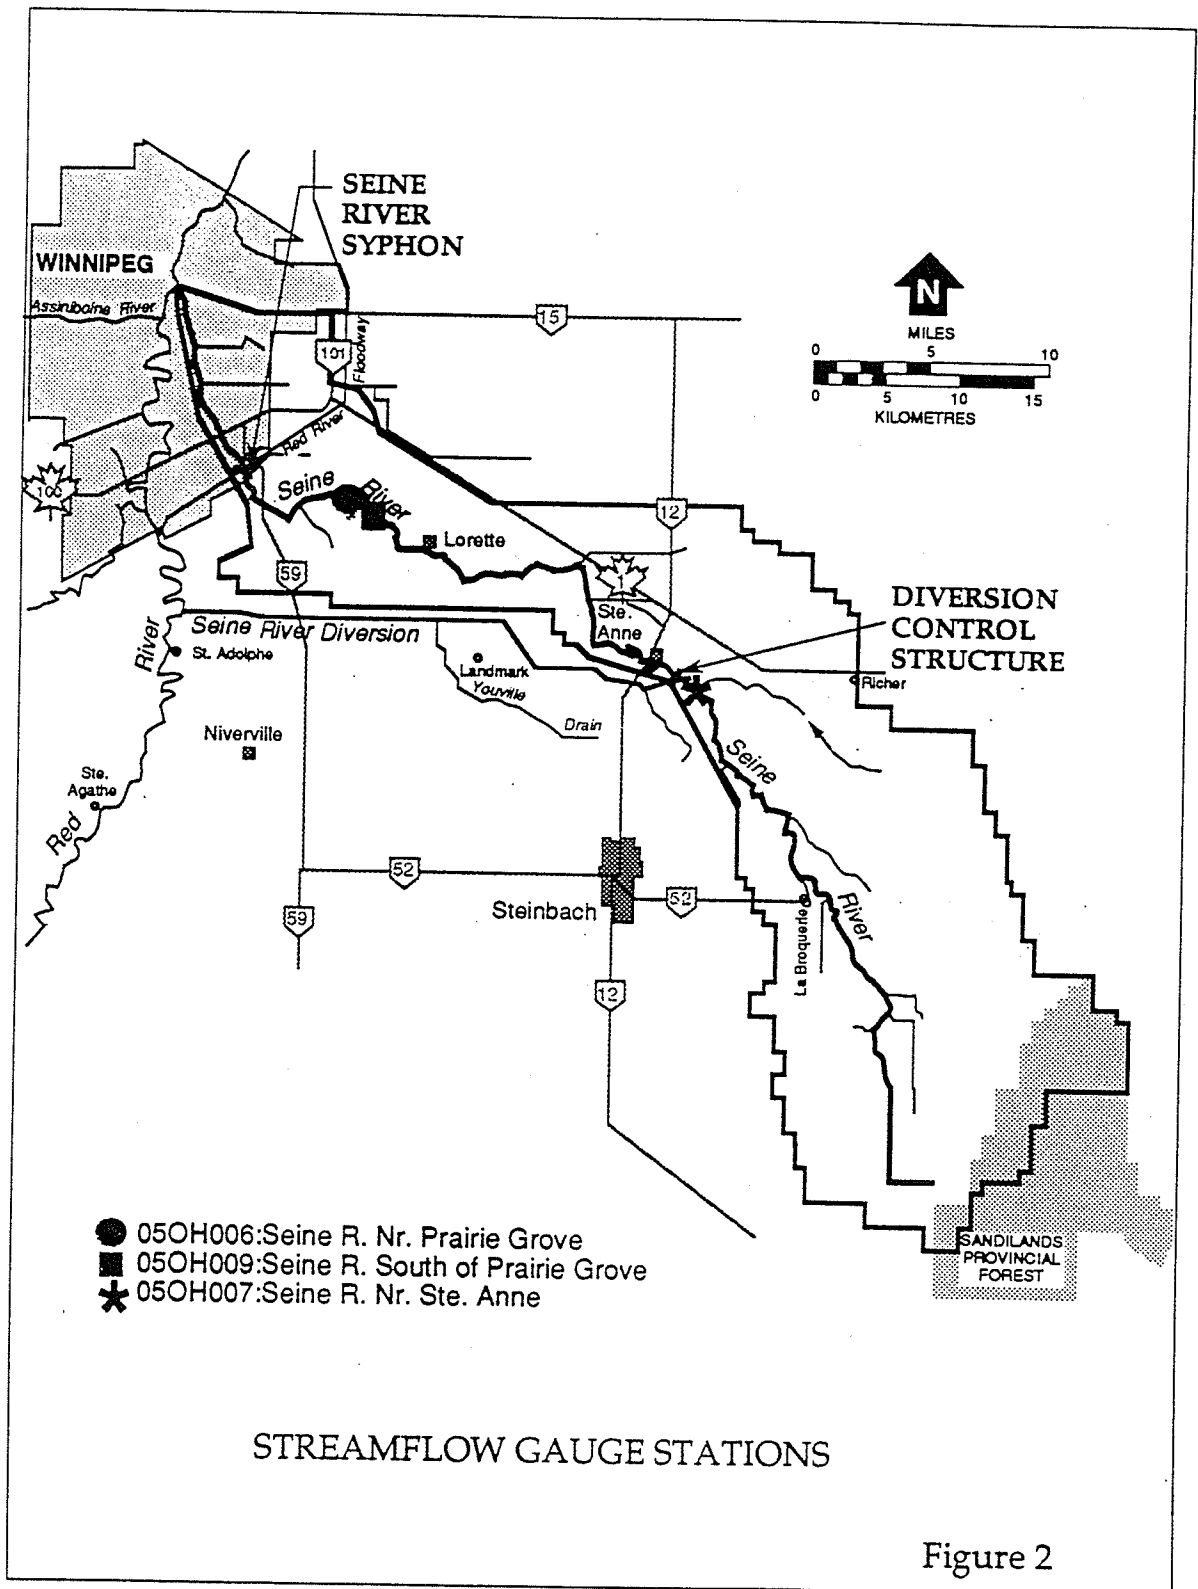 SEINE
RIVER
SYPHON
WINNIPEG
Assiniboine River
15
N
MILES
0 5 10
0 5 10 15
KILOMETRES
101
Floodway
Red River
100
Seine River
12
Lorette
59
1
DIVERSION
CONTROL
STRUCTURE
Ste.
Anne
Seine River Diversion
River
St. Adolphe
Landmark
Youville
Drain
Richer
Niverville
Seine
Ste.
Agathe
Red
52
52
Steinbach
59
River
La Broquerie
12
05OH006:Seine R. Nr. Prairie Grove
05OH009:Seine R. South of Prairie Grove
05OH007:Seine R. Nr. Ste. Anne
SANDILANDS
PROVINCIAL
FOREST
STREAMFLOW GAUGE STATIONS
Figure 2